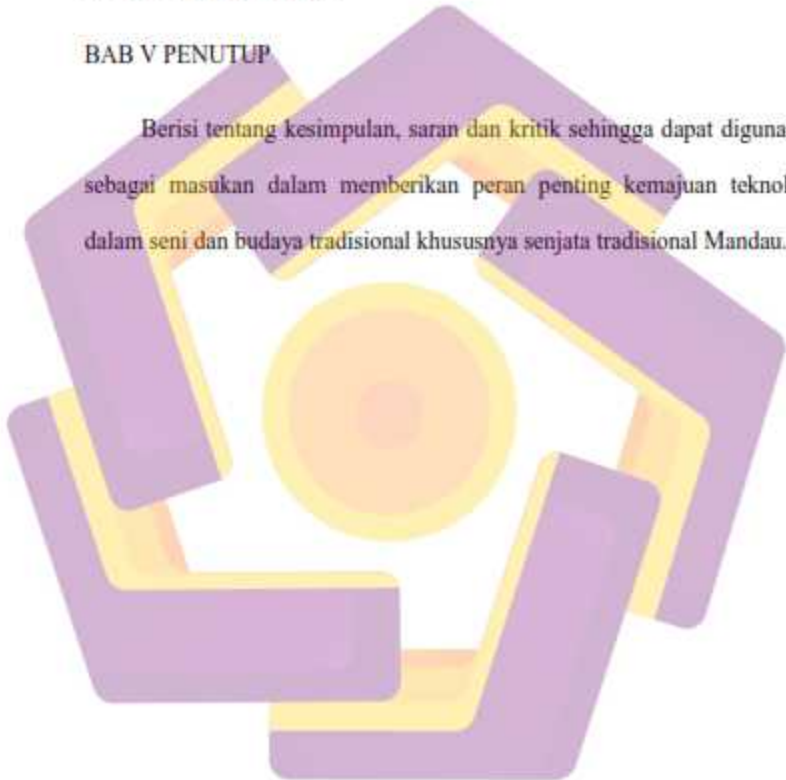 BAB V PENUTUP
Berisi tentang kesimpulan, saran dan kritik sehingga dapat diguna
sebagai masukan dalam memberikan peran penting kemajuan teknol
dalam seni dan budaya tradisional khususnya senjata tradisional Mandau.